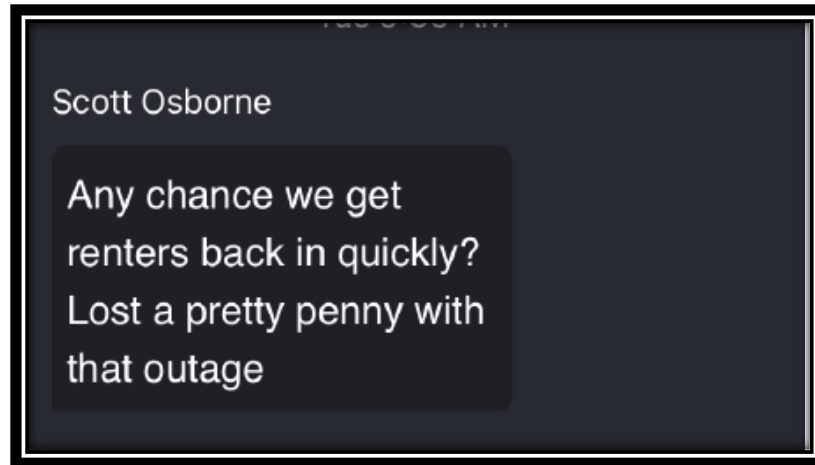 Scott Osborne
Any chance we get
renters back in quickly?
Lost a pretty penny with
that outage